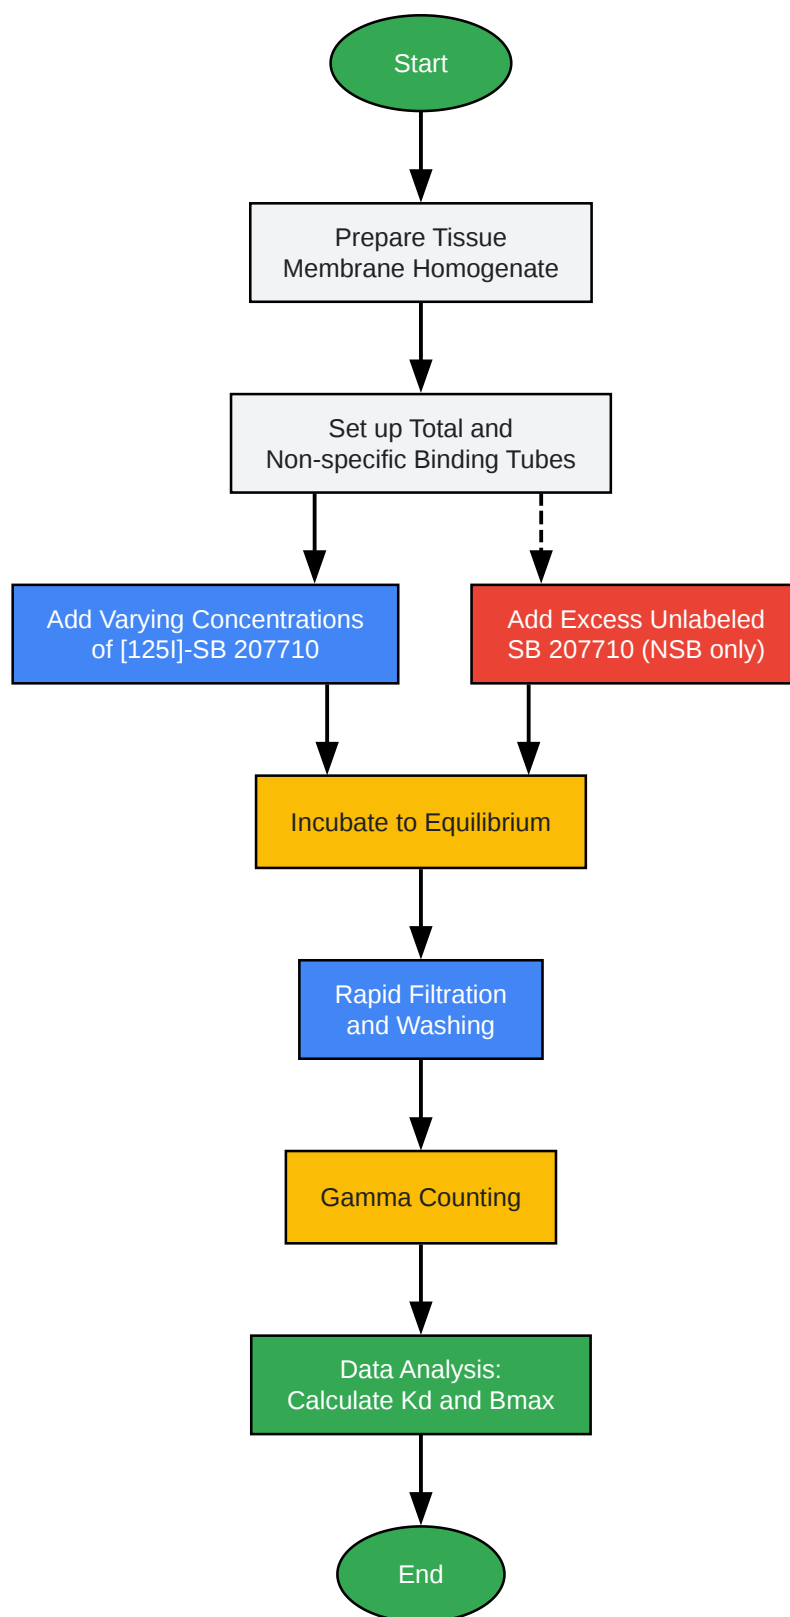 Start
Prepare Tissue
Membrane Homogenate
Set up Total and
Non-specific Binding Tubes
Add Varying Concentrations
of [125I]-SB 207710
Add Excess Unlabeled
SB 207710 (NSB only)
Incubate to Equilibrium
Rapid Filtration
and Washing
Gamma Counting
Data Analysis:
Calculate Kd and Bmax
End